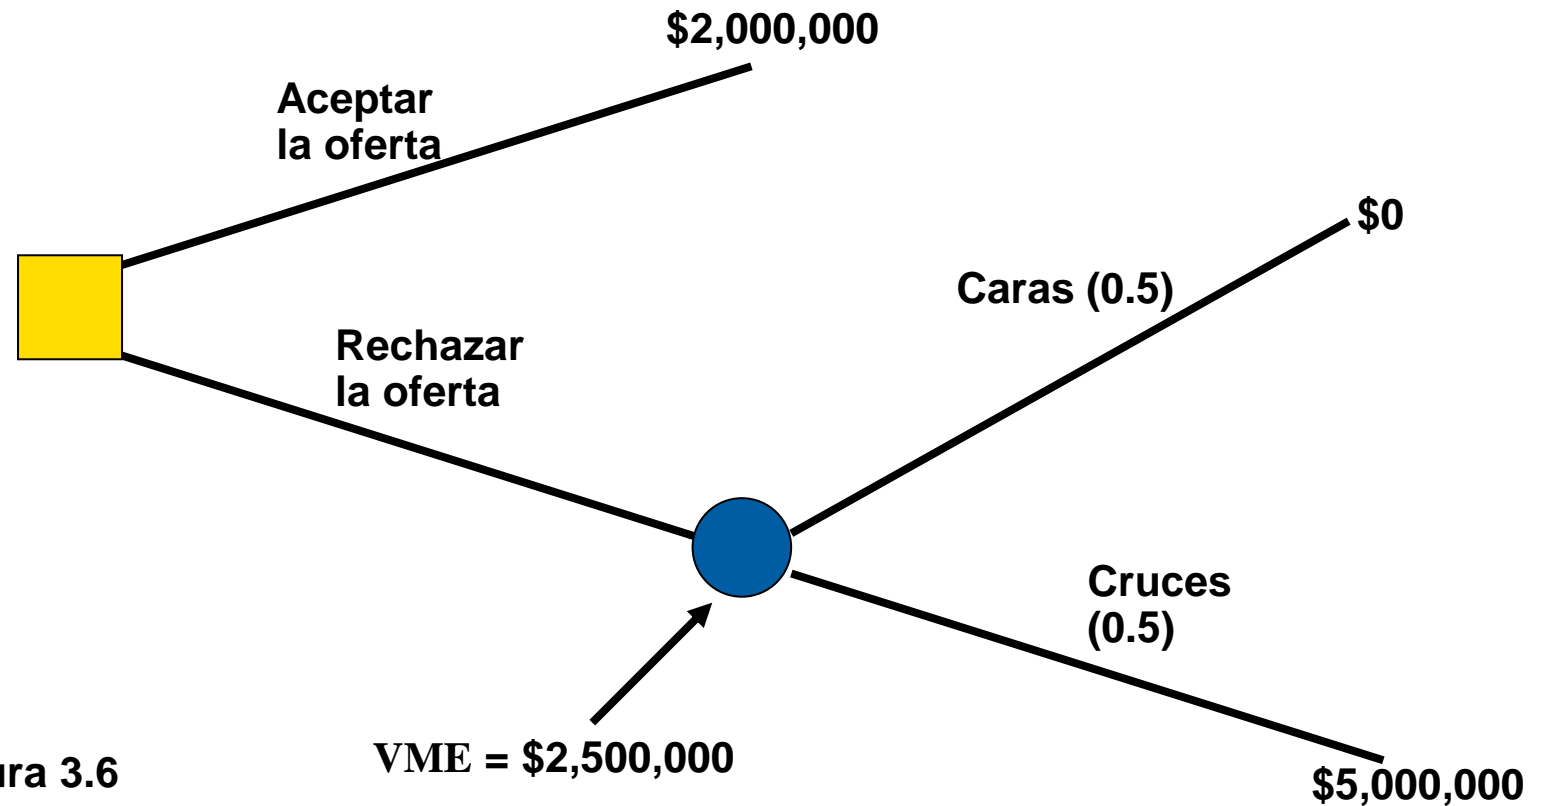 $2,000,000
Aceptar
la oferta
$0
Caras (0.5)
Rechazar
la oferta
Cruces
(0.5)
VME = $2,500,000
ura 3.6
$5,000,000